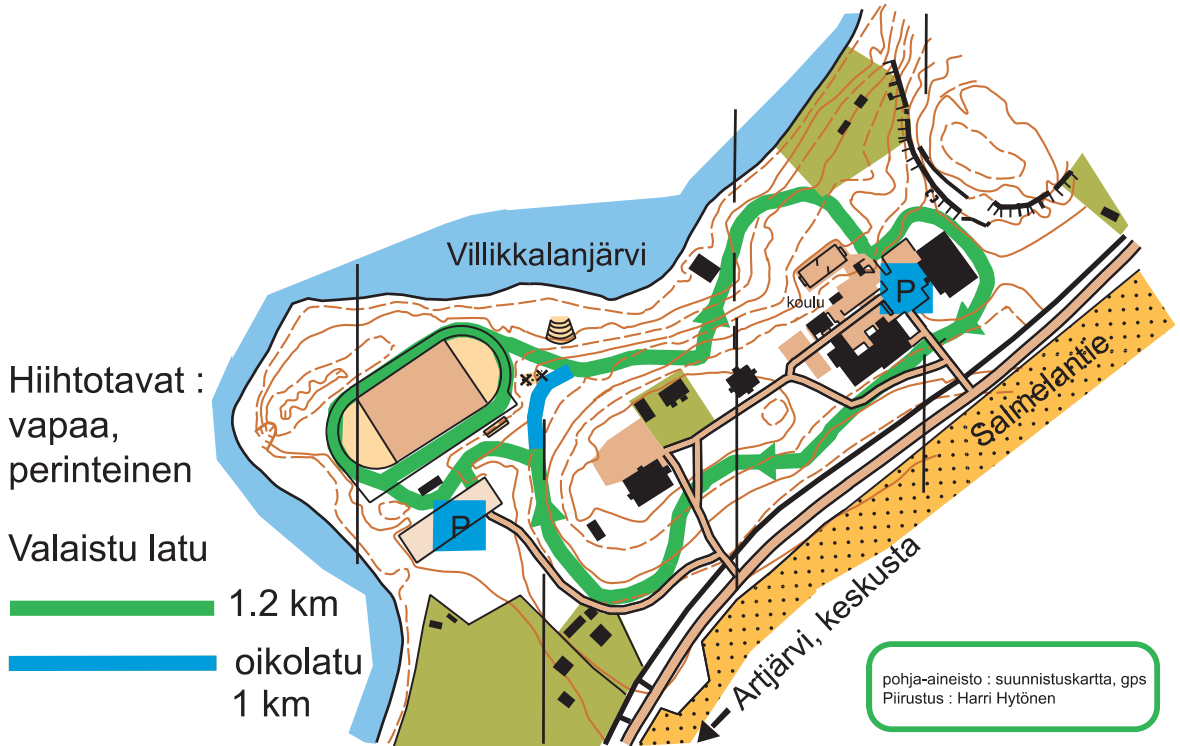 Villikkalanjärvi
koulu
P
Hiihtotavat :
vapaa,
perinteinen
Salmelantie
P
Valaistu latu
1.2 km
oikolatu
1 km
Artjärvi, keskusta
pohja-aineisto : suunnistuskartta, gps
Piirustus : Harri Hytönen